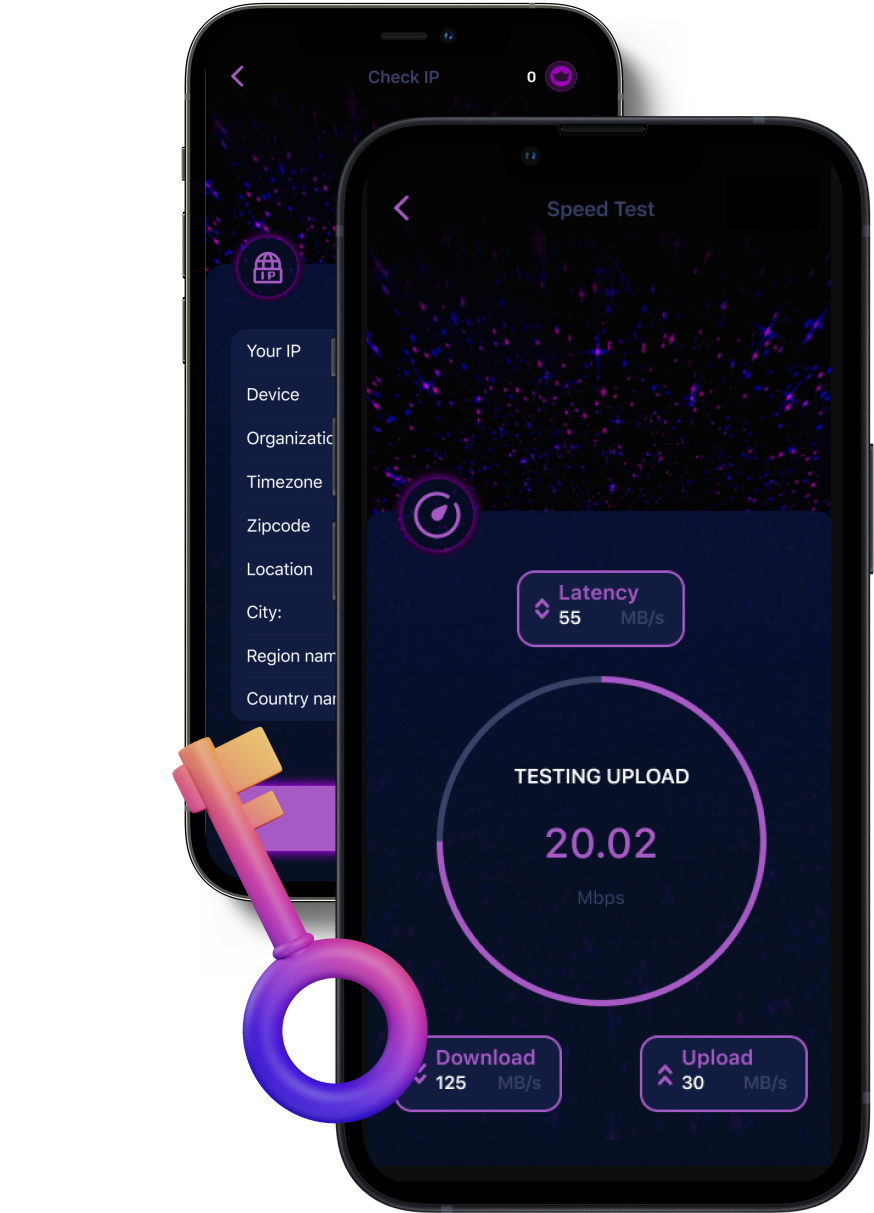 Check IP
0
IP
Your IP
Device
Organizatio
Timezone
Zipcode
Location
City:
Region nam
Country nar
Speed Test
Latency
55 MB/s
TESTING UPLOAD
20.02
Mbps
Download
125 MB/s
Upload
30 MB/s